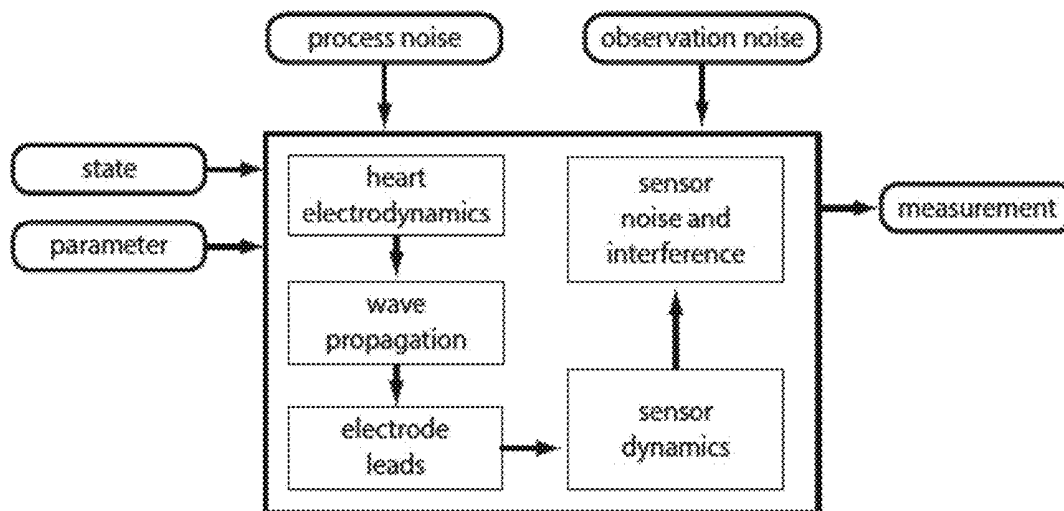 process noise
observation noise
state
parameter
heart
electrodynamics
wave
propagation
electrode
leads
sensor
dynamics
sensor
noise and
interference
measurement